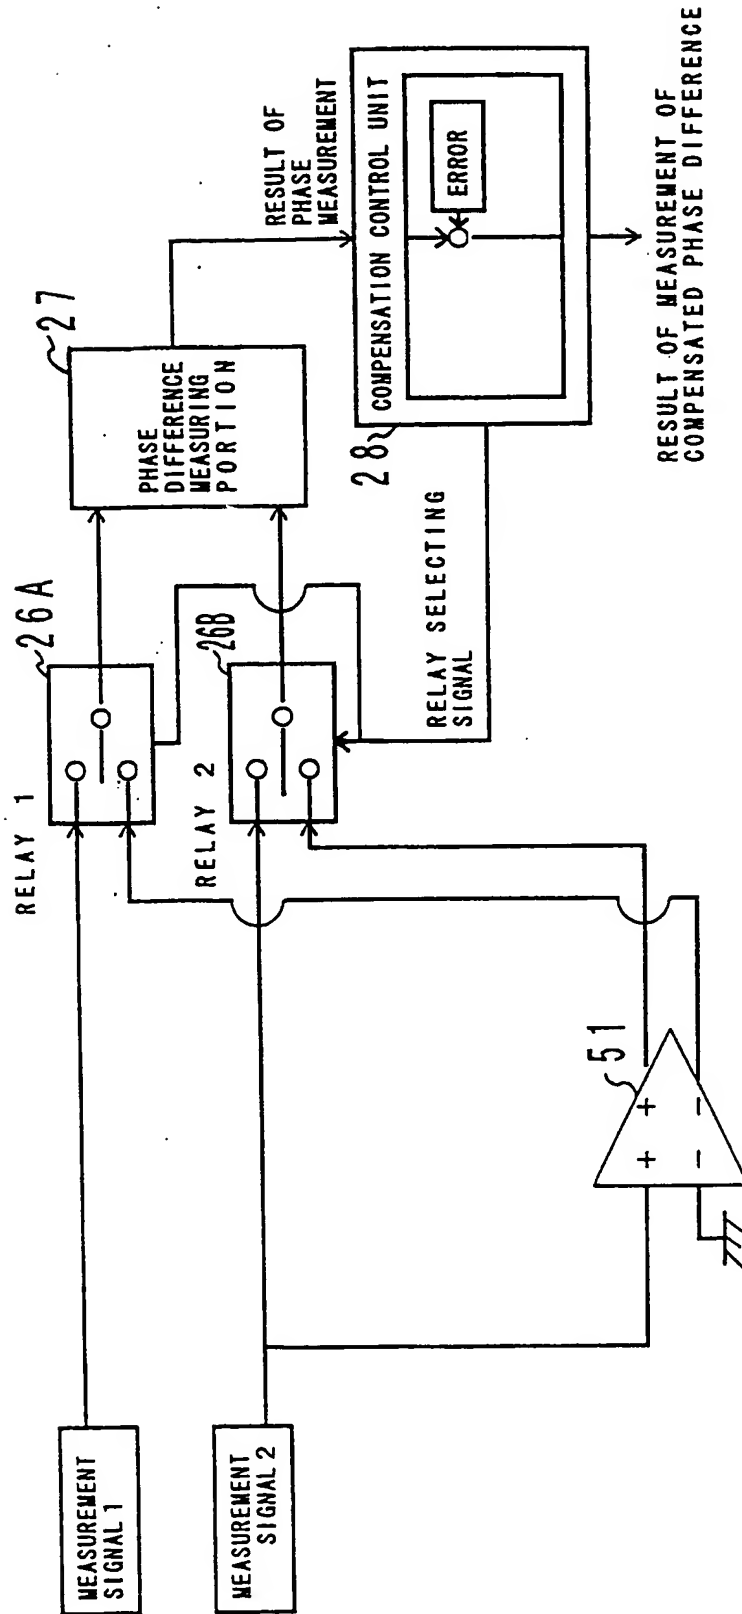 MEASUREMENT
SIGNAL 1
MEASUREMENT
SIGNAL 2
RELAY 1
26A
RELAY 2
26B
51
+ +
− −
PHASE
DIFFERENCE
MEASURING
PORTION
27
RELAY SELECTING
SIGNAL
RESULT OF
PHASE
MEASUREMENT
28
COMPENSATION CONTROL UNIT
ERROR
RESULT OF MEASUREMENT OF
COMPENSATED PHASE DIFFERENCE